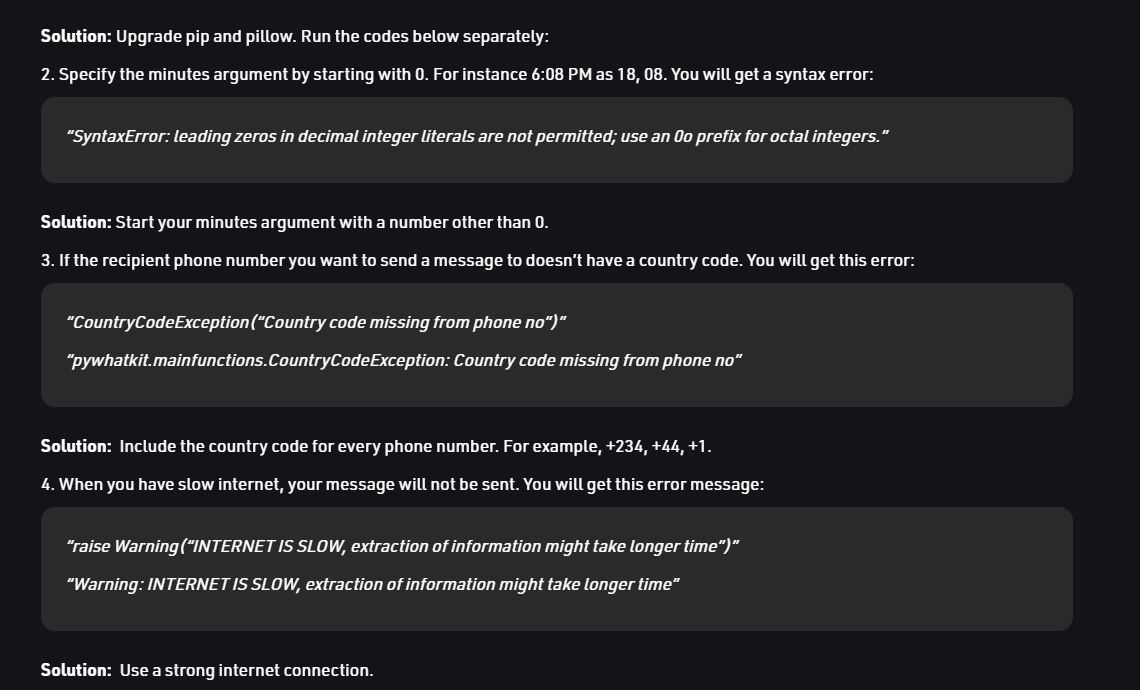 Solution: Upgrade pip and pillow. Run the codes below separately:
2. Specify the minutes argument by starting with 0. For instance 6:08 PM as 18, 08. You will get a syntax error:
“SyntaxError: leading zeros in decimal integer literals are not permitted; use an 0o prefix for octal integers.”
Solution: Start your minutes argument with a number other than 0.
3. If the recipient phone number you want to send a message to doesn’t have a country code. You will get this error:
“CountryCodeException(“Country code missing from phone no”)”
“pywhatkit.mainfunctions.CountryCodeException: Country code missing from phone no”
Solution:  Include the country code for every phone number. For example, +234, +44, +1.
4. When you have slow internet, your message will not be sent. You will get this error message:
“raise Warning(“INTERNET IS SLOW, extraction of information might take longer time”)”
“Warning: INTERNET IS SLOW, extraction of information might take longer time”
Solution:  Use a strong internet connection.